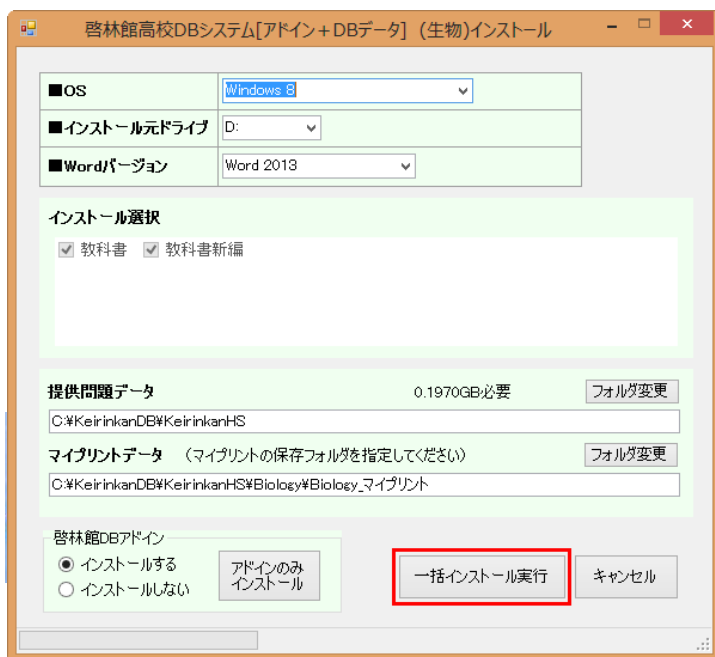 啓林館高校DBシステム[アドイン+DBデータ] (生物)インストール
■OS Windows 8
■インストール元ドライブ D:
■Wordバージョン Word 2013
インストール選択
教科書 教科書新編
提供問題データ 0.1970GB必要 フォルダ変更
C:¥KeirinkanDB¥KeirinkanHS
マイプリントデータ (マイプリントの保存フォルダを指定してください) フォルダ変更
C:¥KeirinkanDB¥KeirinkanHS¥Biology¥Biology_マイプリント
啓林館DBアドイン
インストールする
インストールしない
アドインのみ
インストール
一括インストール実行
キャンセル